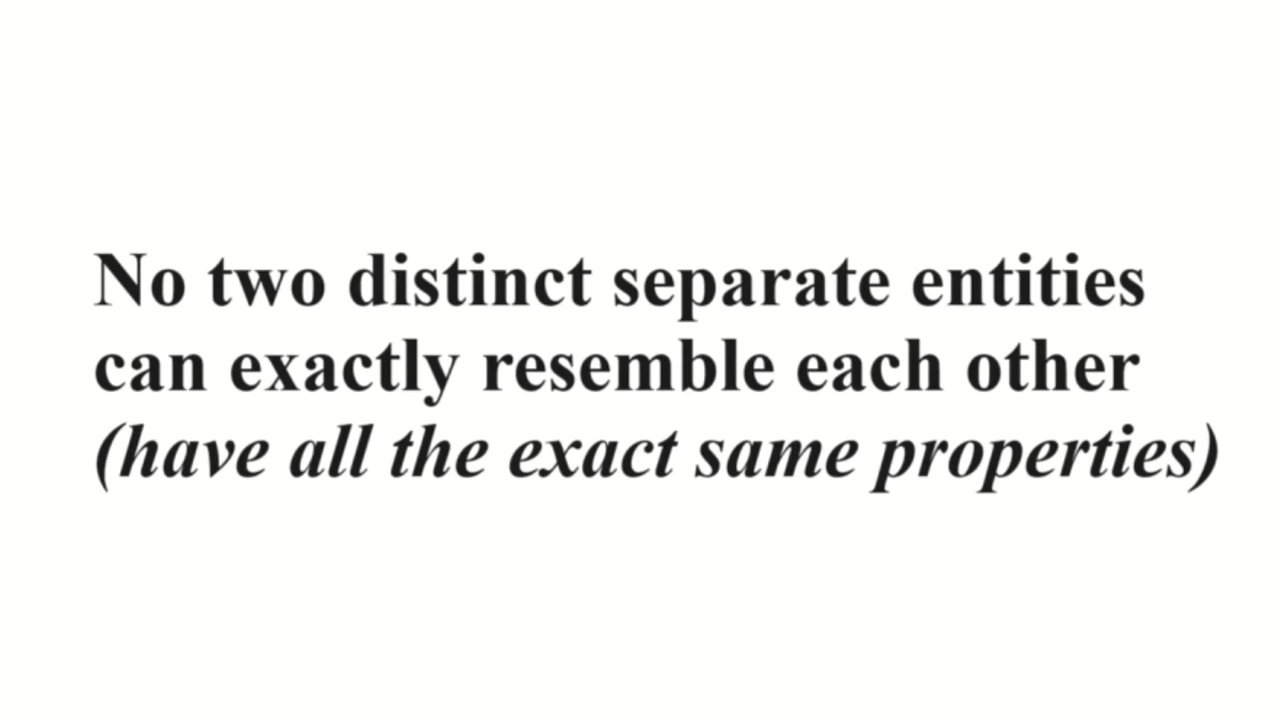 No two distinct separate entities
can exactly resemble each other
(have all the exact same properties)